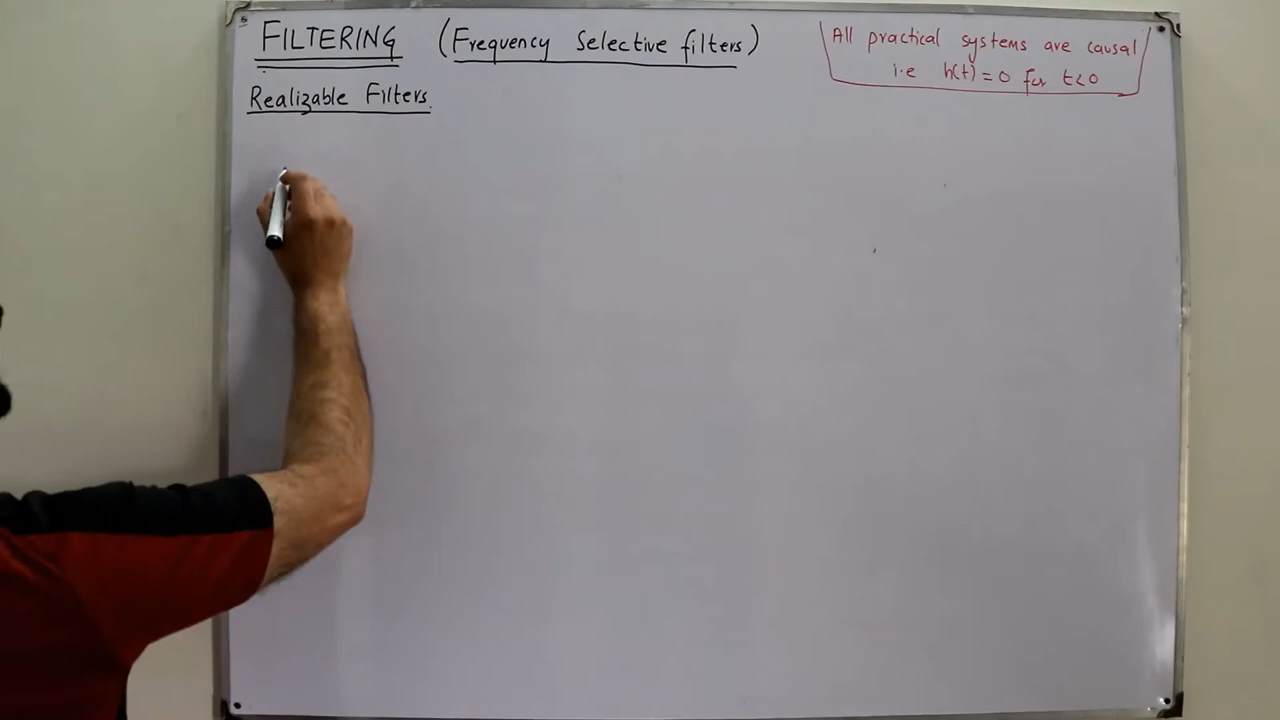 FILTERING (Frequency Selective filters)
All practical systems are causal
i.e h(t) = 0 for t<0
Realizable Filters.